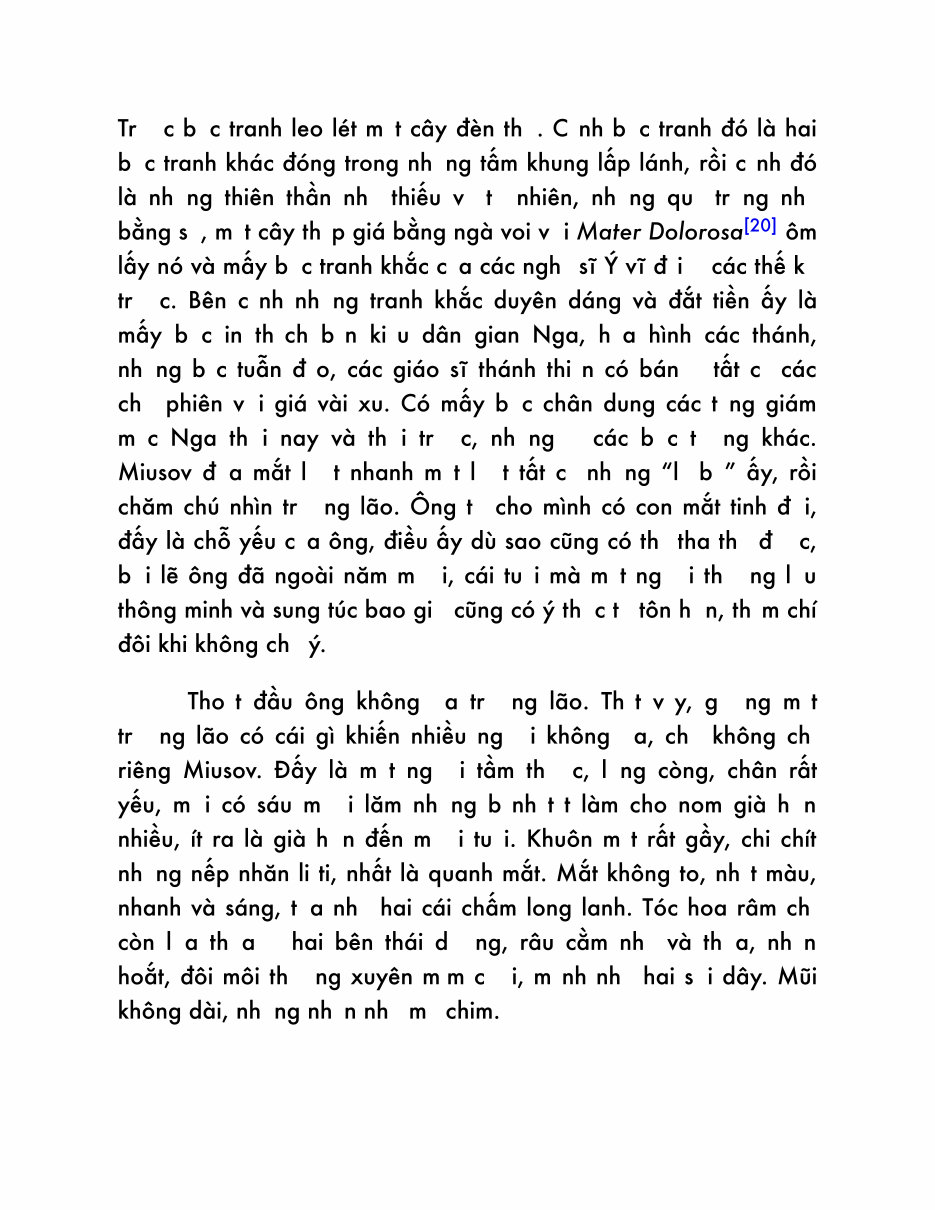 Tr c b c tranh leo lét m t cây đèn th . C nh b c tranh đó là hai
b c tranh khác đóng trong nh ng tấm khung lấp lánh, rồi c nh đó
là nh ng thiên thần nh thiếu v t nhiên, nh ng qu tr ng nh
bằng s , m t cây th p giá bằng ngà voi v i Mater Dolorosa[20] ôm
lấy nó và mấy b c tranh khắc c a các ngh sĩ Ý vĩ đ i các thế k
tr c. Bên c nh nh ng tranh khắc duyên dáng và đắt tiền ấy là
mấy b c in th ch b n ki u dân gian Nga, h a hình các thánh,
nh ng b c tuẫn đ o, các giáo sĩ thánh thi n có bán tất c các
ch phiên v i giá vài xu. Có mấy b c chân dung các t ng giám
m c Nga th i nay và th i tr c, nh ng các b c t ng khác.
Miusov đ a mắt l t nhanh m t l t tất c nh ng “l b ” ấy, rồi
chăm chú nhìn tr ng lão. Ông t cho mình có con mắt tinh đ i,
đấy là chỗ yếu c a ông, điều ấy dù sao cũng có th tha th đ c,
b i lẽ ông đã ngoài năm m i, cái tu i mà m t ng i th ng l u
thông minh và sung túc bao gi cũng có ý th c t tôn h n, th m chí
đôi khi không ch ý.
Tho t đầu ông không a tr ng lão. Th t v y, g ng m t
tr ng lão có cái gì khiến nhiều ng i không a, ch không ch
riêng Miusov. Đấy là m t ng i tầm th c, l ng còng, chân rất
yếu, m i có sáu m i lăm nh ng b nh t t làm cho nom già h n
nhiều, ít ra là già h n đến m i tu i. Khuôn m t rất gầy, chi chít
nh ng nếp nhăn li ti, nhất là quanh mắt. Mắt không to, nh t màu,
nhanh và sáng, t a nh hai cái chấm long lanh. Tóc hoa râm ch
còn l a th a hai bên thái d ng, râu cằm nh và th a, nh n
hoắt, đôi môi th ng xuyên m m c i, m nh nh hai s i dây. Mũi
không dài, nh ng nh n nh m chim.